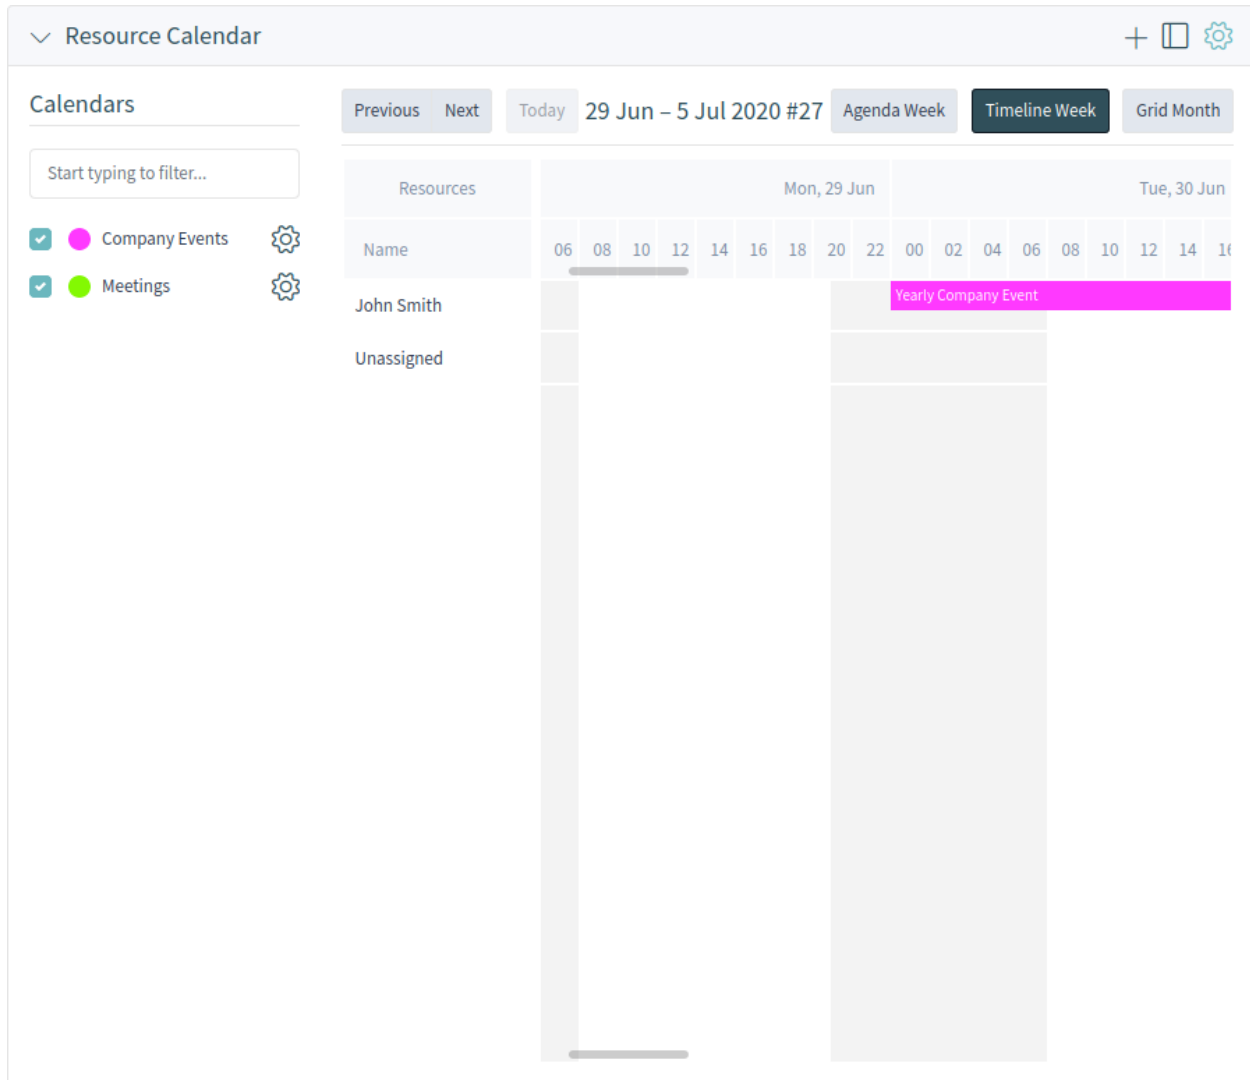 Resource Calendar
Calendars
Previous Next Today 29 Jun – 5 Jul 2020 #27 Agenda Week Timeline Week Grid Month
Start typing to filter...
Resources Mon, 29 Jun Tue, 30 Jun
Company Events
Name 06 08 10 12 14 16 18 20 22 00 02 04 06 08 10 12 14
Meetings
John Smith Yearly Company Event
Unassigned